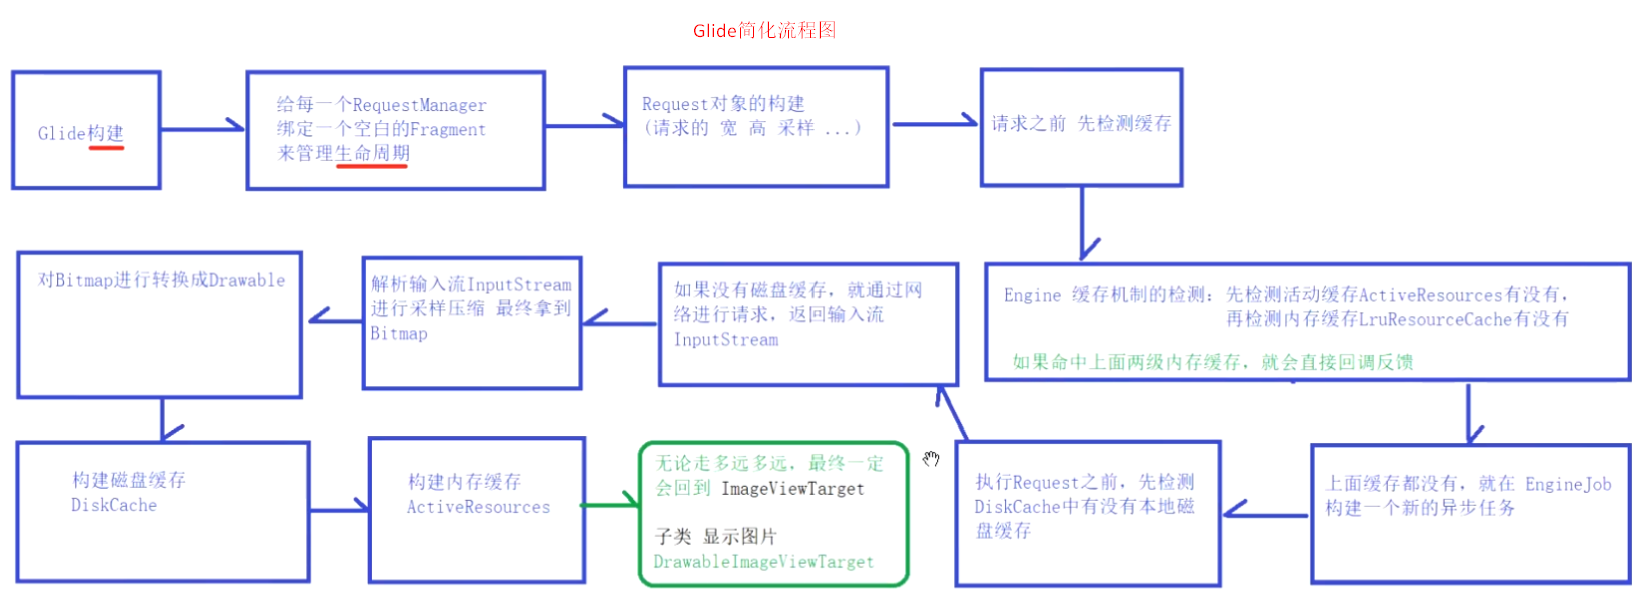 Glide简化流程图
Glide构建
给每一个RequestManager
绑定一个空白的Fragment
来管理生命周期
Request对象的构建
(请求的 宽 高 采样 ...)
请求之前 先检测缓存
Engine 缓存机制的检测：先检测活动缓存ActiveResources有没有，
再检测内存缓存LruResourceCache有没有
如果命中上面两级内存缓存，就会直接回调反馈
上面缓存都没有，就在 EngineJob
构建一个新的异步任务
执行Request之前，先检测
DiskCache中有没有本地磁
盘缓存
如果没有磁盘缓存，就通过网
络进行请求，返回输入流
InputStream
解析输入流InputStream
进行采样压缩 最终拿到
Bitmap
对Bitmap进行转换成Drawable
构建磁盘缓存
DiskCache
构建内存缓存
ActiveResources
无论走多远多远，最终一定
会回到 ImageViewTarget
子类 显示图片
DrawableImageViewTarget